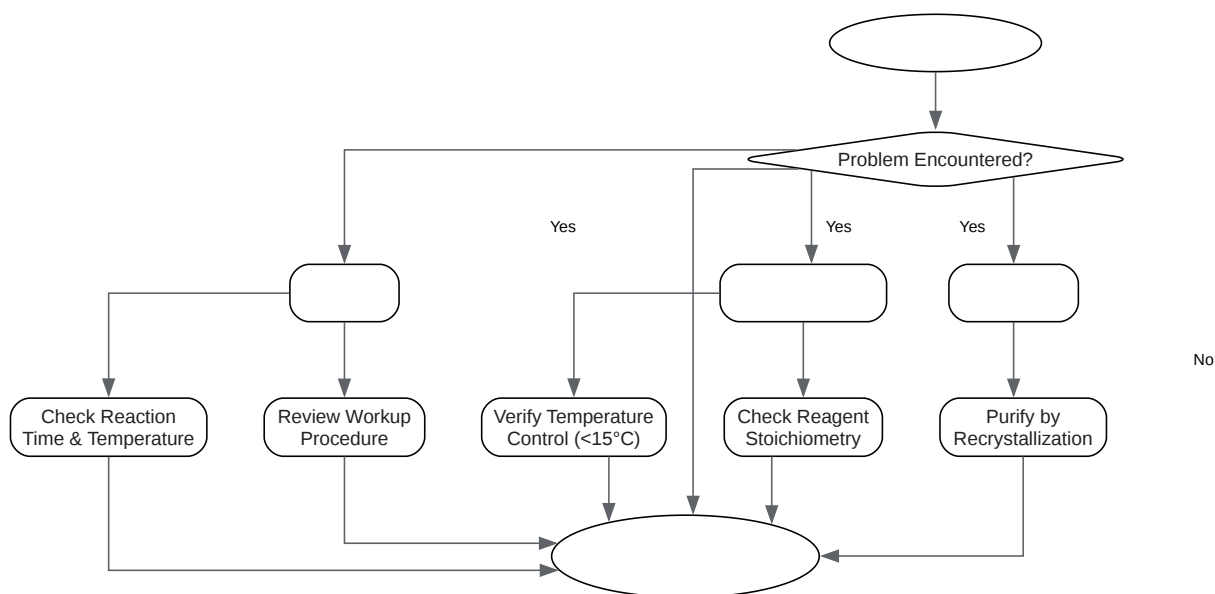 Problem Encountered?
Yes
Yes
Yes
No
Check Reaction
Time & Temperature
Review Workup
Procedure
Verify Temperature
Control (<15°C)
Check Reagent
Stoichiometry
Purify by
Recrystallization